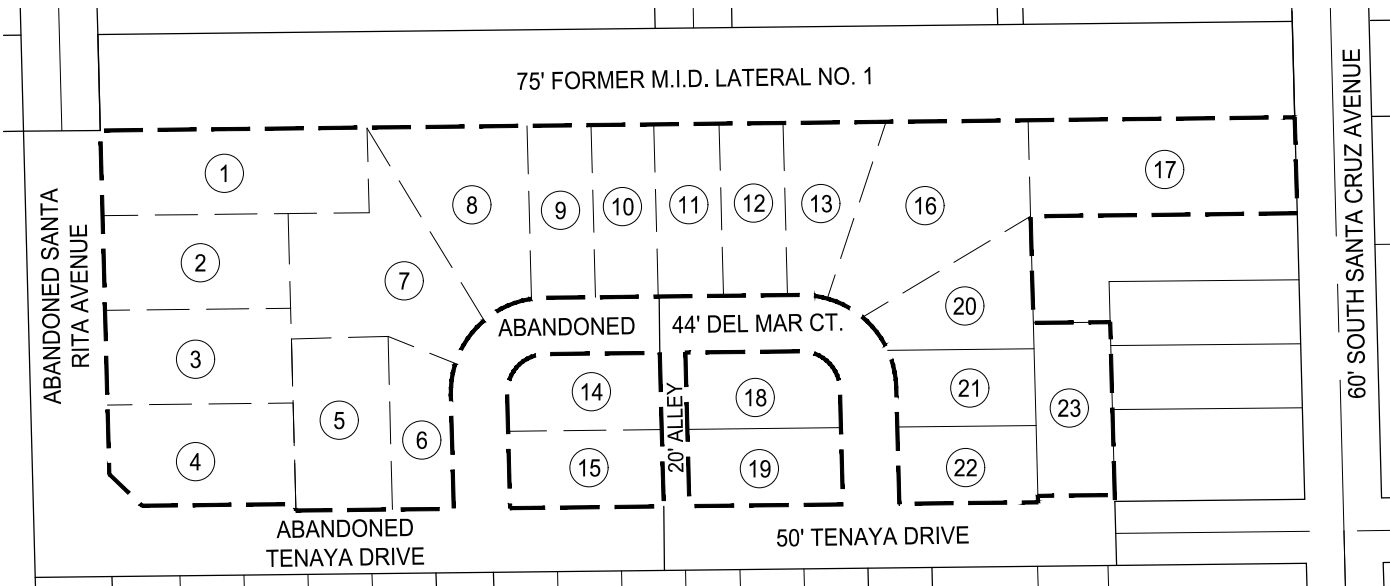 75' FORMER M.I.D. LATERAL NO. 1
60' SOUTH SANTA CRUZ AVENUE
ABANDONED SANTA
RITA AVENUE
1
17
8
9
10
11
12
13
16
2
7
20
ABANDONED
44' DEL MAR CT.
3
14
18
21
23
20' ALLEY
5
6
4
15
19
22
ABANDONED
TENAYA DRIVE
50' TENAYA DRIVE